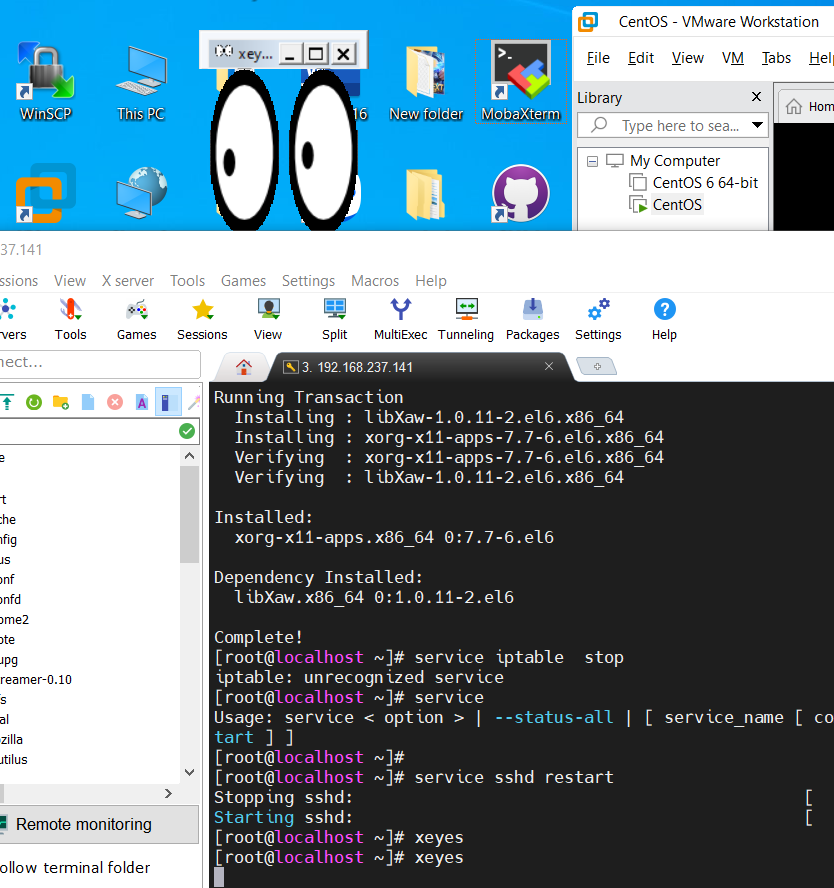 CentOS - VMware Workstation
xey...
File Edit View VM Tabs Help
WinSCP
This PC
16
New folder
MobaXterm
Library
Hom
Type here to sea...
My Computer
CentOS 6 64-bit
CentOS
37.141
ssions View X server Tools Games Settings Macros Help
rvers Tools Games Sessions View Split MultiExec Tunneling Packages Settings Help
nect...
3. 192.168.237.141
Running Transaction
Installing : libXaw-1.0.11-2.el6.x86_64
Installing : xorg-x11-apps-7.7-6.el6.x86_64
Verifying : xorg-x11-apps-7.7-6.el6.x86_64
Verifying : libXaw-1.0.11-2.el6.x86_64
Installed:
xorg-x11-apps.x86_64 0:7.7-6.el6
Dependency Installed:
libXaw.x86_64 0:1.0.11-2.el6
Complete!
[root@localhost ~]# service iptable  stop
iptable: unrecognized service
[root@localhost ~]# service
Usage: service < option > | --status-all | [ service_name [ co
tart ] ]
[root@localhost ~]#
[root@localhost ~]# service sshd restart
Stopping sshd: [
Starting sshd: [
[root@localhost ~]# xeyes
[root@localhost ~]# xeyes
e
rt
che
nfig
us
onf
onfd
ome2
ote
upg
treamer-0.10
fs
al
ozilla
autilus
Remote monitoring
ollow terminal folder